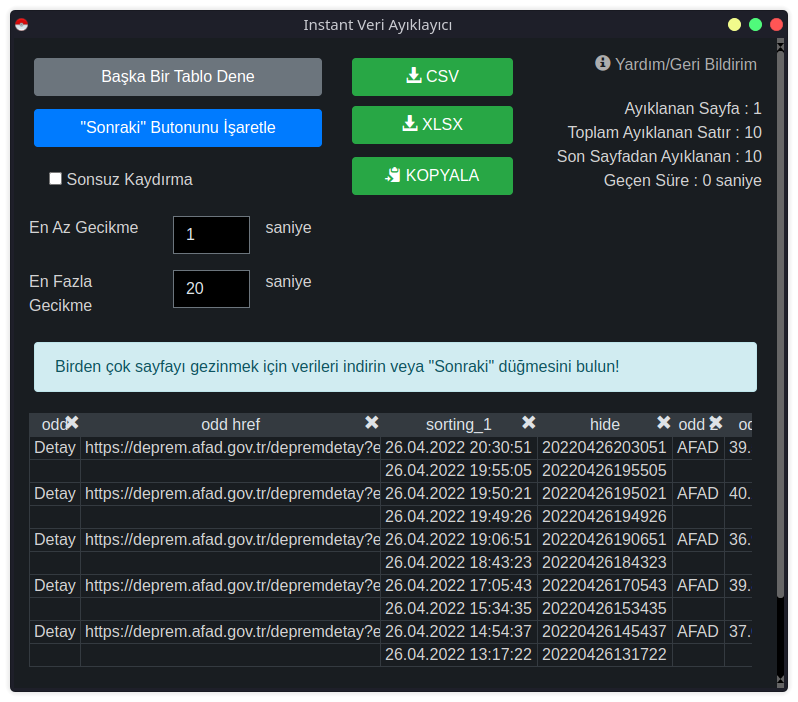 Instant Veri Ayıklayıcı
Başka Bir Tablo Dene
CSV
Yardım/Geri Bildirim
"Sonraki" Butonunu İşaretle
XLSX
Ayıklanan Sayfa : 1
Toplam Ayıklanan Satır : 10
Son Sayfadan Ayıklanan : 10
Geçen Süre : 0 saniye
Sonsuz Kaydırma
KOPYALA
En Az Gecikme 1 saniye
En Fazla Gecikme 20 saniye
Birden çok sayfayı gezinmek için verileri indirin veya "Sonraki" düğmesini bulun!
odd odd href sorting_1 hide odd
Detay https://deprem.afad.gov.tr/depremdetay?e 26.04.2022 20:30:51 20220426203051 AFAD 39.
26.04.2022 19:55:05 20220426195505
Detay https://deprem.afad.gov.tr/depremdetay?e 26.04.2022 19:50:21 20220426195021 AFAD 40.
26.04.2022 19:49:26 20220426194926
Detay https://deprem.afad.gov.tr/depremdetay?e 26.04.2022 19:06:51 20220426190651 AFAD 36.
26.04.2022 18:43:23 20220426184323
Detay https://deprem.afad.gov.tr/depremdetay?e 26.04.2022 17:05:43 20220426170543 AFAD 39.
26.04.2022 15:34:35 20220426153435
Detay https://deprem.afad.gov.tr/depremdetay?e 26.04.2022 14:54:37 20220426145437 AFAD 37.
26.04.2022 13:17:22 20220426131722